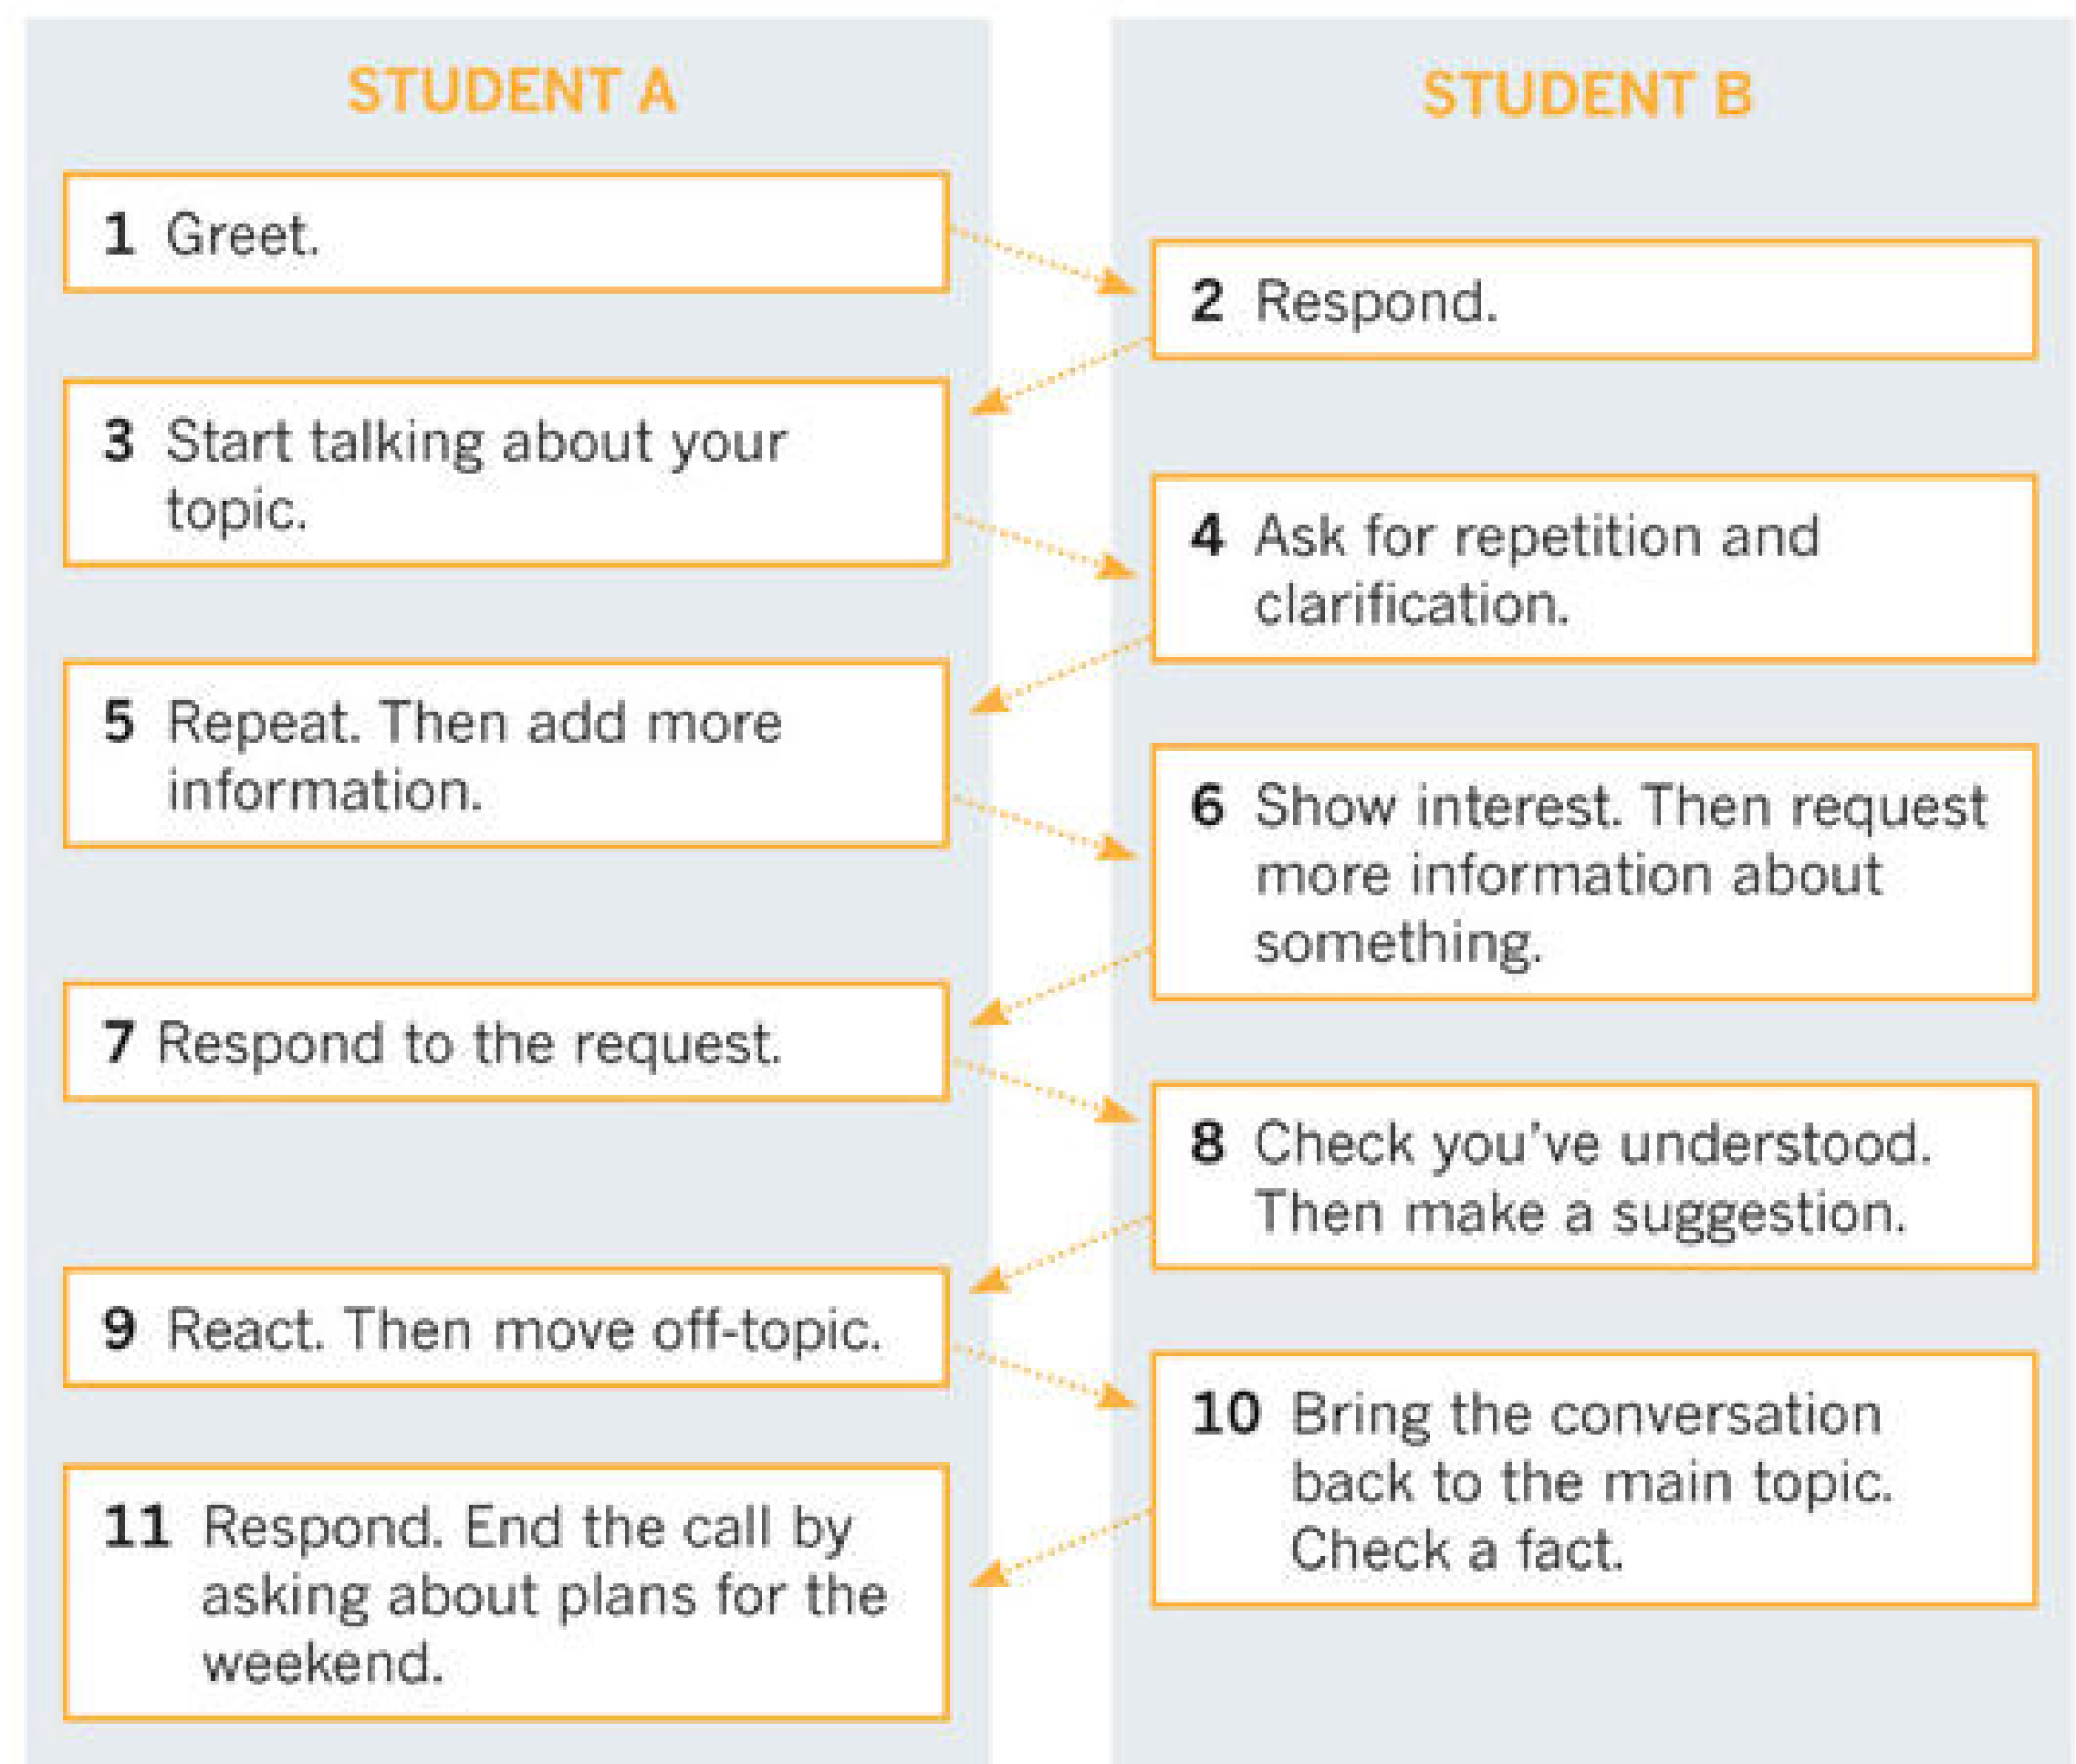 STUDENT A
STUDENT B
1 Greet.
2 Respond.
3 Start talking about your
topic.
4 Ask for repetition and
clarification.
5 Repeat. Then add more
information.
6 Show interest. Then request
more information about
something.
7 Respond to the request.
8 Check you've understood.
Then make a suggestion.
9 React. Then move off-topic.
10 Bring the conversation
back to the main topic.
Check a fact.
11 Respond. End the call by
asking about plans for the
weekend.